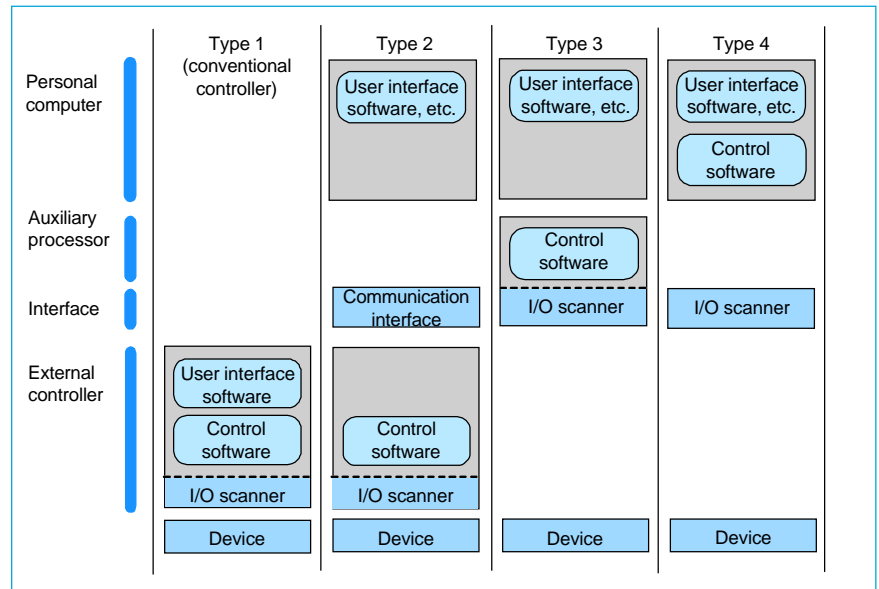 Type 1
(conventional
controller)
Type 2
Type 3
Type 4
Personal
computer
User interface
software, etc.
User interface
software, etc.
User interface
software, etc.
Control
software
Auxiliary
processor
Control
software
Interface
Communication
interface
I/O scanner
I/O scanner
External
controller
User interface
software
Control
software
I/O scanner
Control
software
I/O scanner
Device
Device
Device
Device